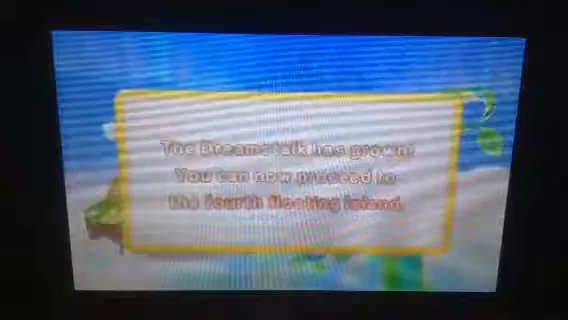 The Dreamstalk has grown!
You can now proceed to
the fourth floating island.